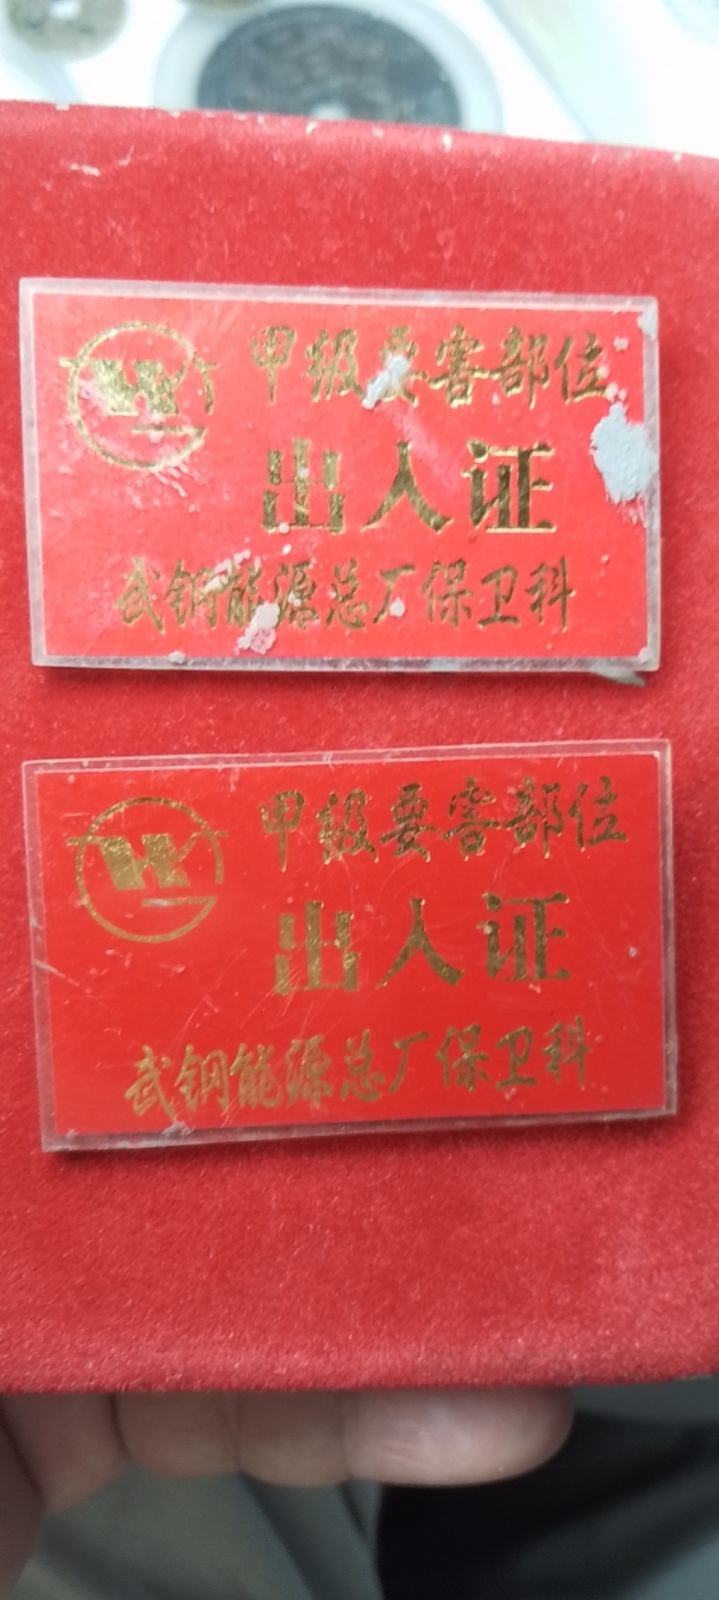 甲级要害部位
出入证
武钢能源总厂保卫科
甲级要害部位
出入证
武钢能源总厂保卫科